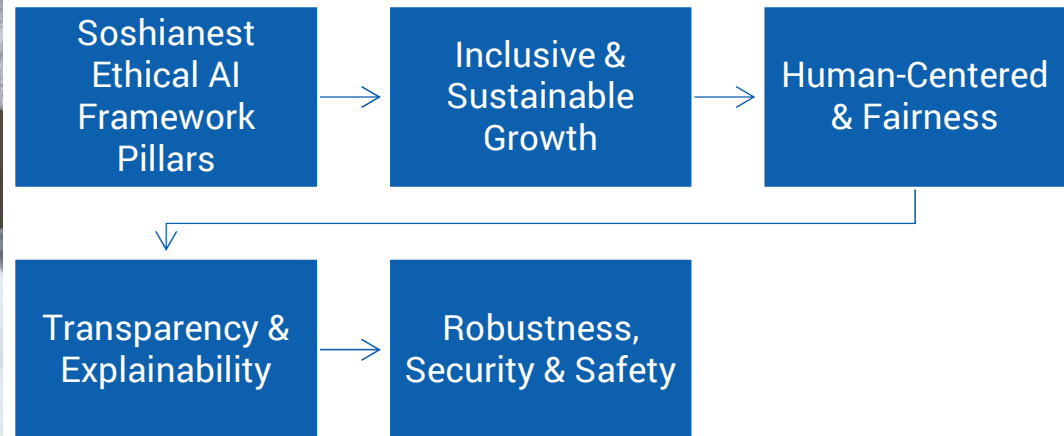 Soshianest
Ethical AI
Framework
Pillars
Inclusive &
Sustainable
Growth
Human-Centered
& Fairness
Transparency &
Explainability
Robustness,
Security & Safety